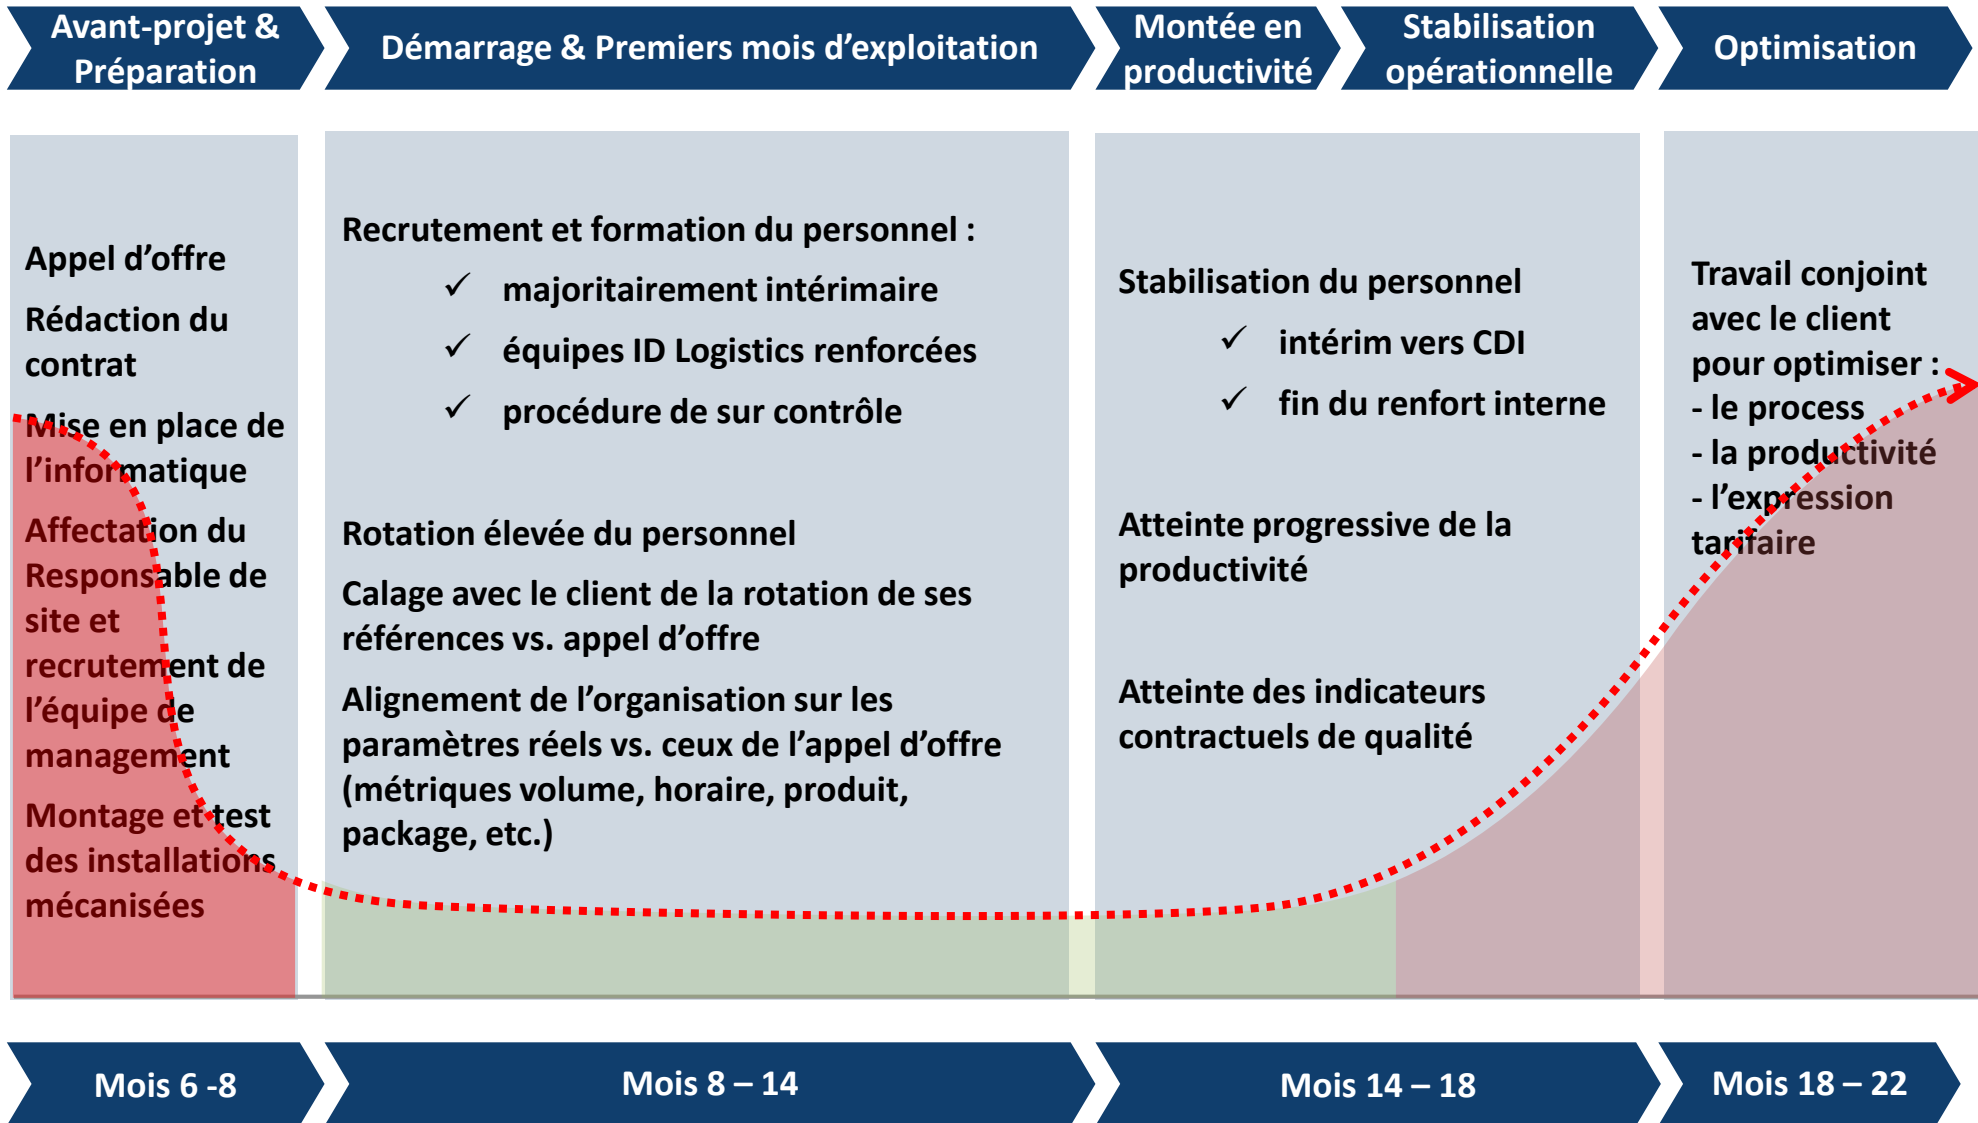 Avant-projet &
Préparation
Démarrage & Premiers mois d’exploitation
Montée en
productivité
Stabilisation
opérationnelle
Optimisation
Appel d’offre
Rédaction du
contrat
Mise en place de
l’informatique
Affectation du
Responsable de
site et
recrutement de
l’équipe de
management
Montage et test
des installations
mécanisées
Recrutement et formation du personnel :
✓ majoritairement intérimaire
✓ équipes ID Logistics renforcées
✓ procédure de sur contrôle
Rotation élevée du personnel
Calage avec le client de la rotation de ses
références vs. appel d’offre
Alignement de l’organisation sur les
paramètres réels vs. ceux de l’appel d’offre
(métriques volume, horaire, produit,
package, etc.)
Stabilisation du personnel
✓ intérim vers CDI
✓ fin du renfort interne
Atteinte progressive de la
productivité
Atteinte des indicateurs
contractuels de qualité
Travail conjoint
avec le client
pour optimiser :
- le process
- la productivité
- l’expression
tarifaire
Mois 6 -8
Mois 8 – 14
Mois 14 – 18
Mois 18 – 22